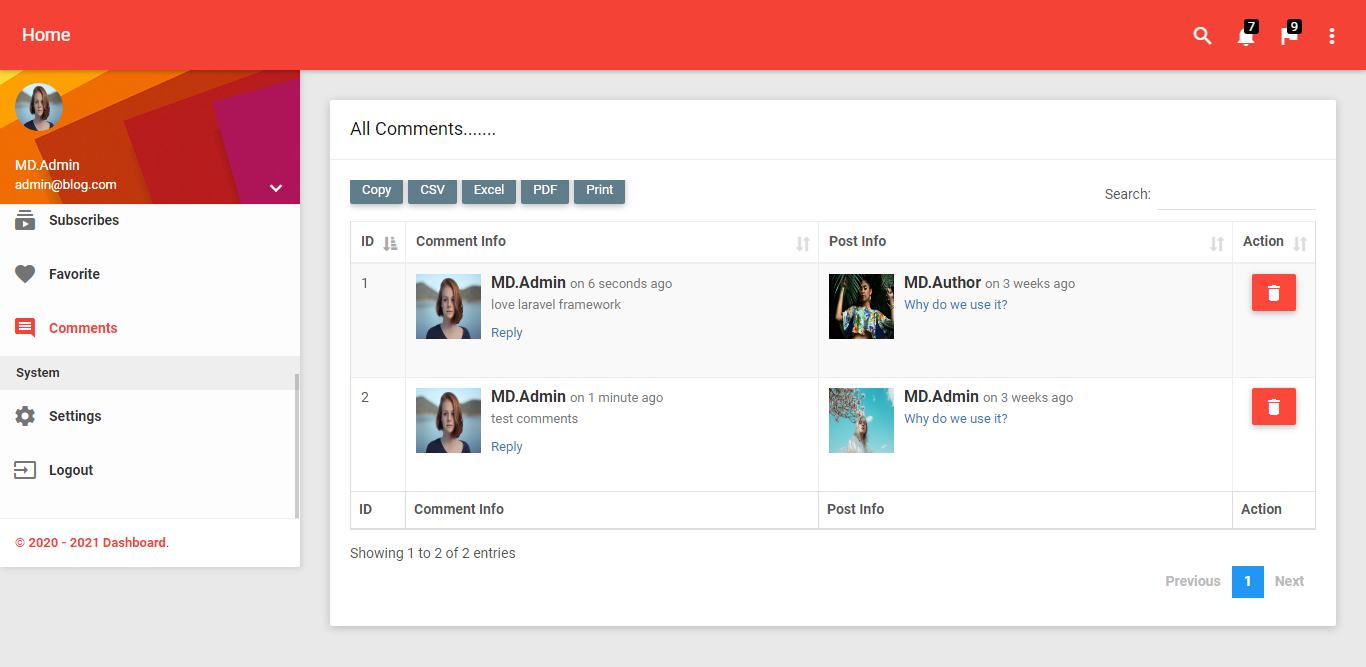 Home
7
9
MD.Admin
admin@blog.com
Subscribes
Favorite
Comments
System
Settings
Logout
© 2020 - 2021 Dashboard.
All Comments.......
Copy CSV Excel PDF Print
Search:
ID Comment Info Post Info Action
1
MD.Admin on 6 seconds ago
love laravel framework
Reply
MD.Author on 3 weeks ago
Why do we use it?
2
MD.Admin on 1 minute ago
test comments
Reply
MD.Admin on 3 weeks ago
Why do we use it?
ID Comment Info Post Info Action
Showing 1 to 2 of 2 entries
Previous 1 Next